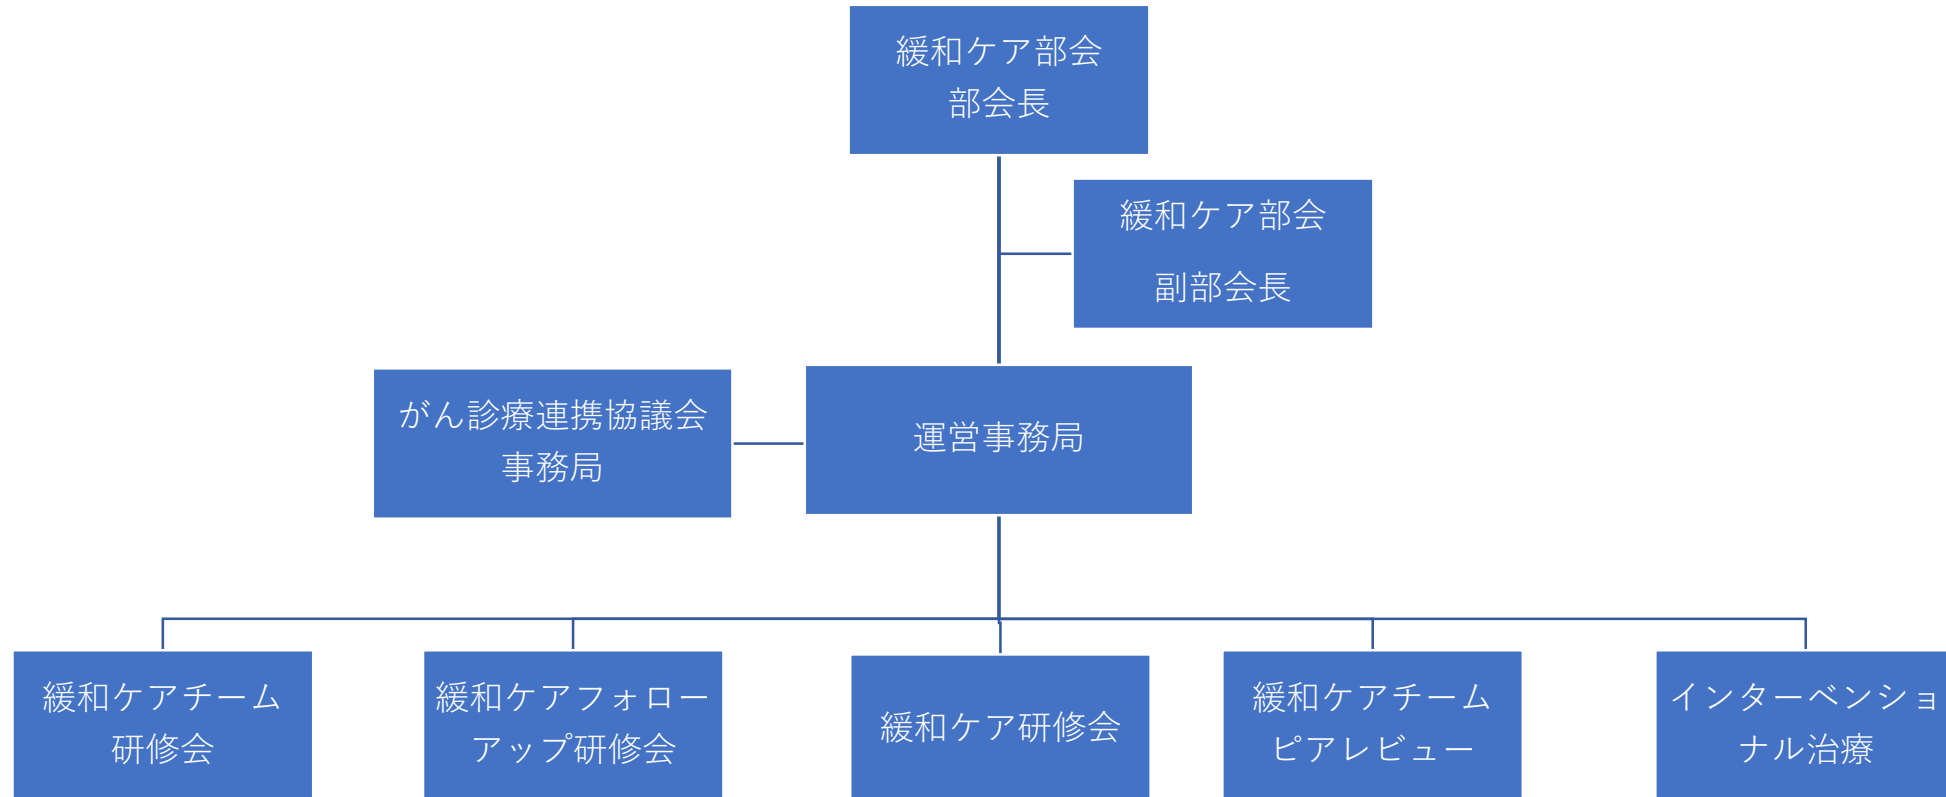 緩和ケア部会
部会長
緩和ケア部会
副部会長
がん診療連携協議会
事務局
運営事務局
緩和ケアチーム
研修会
緩和ケアフォロー
アップ研修会
緩和ケア研修会
緩和ケアチーム
ピアレビュー
インターベンショ
ナル治療